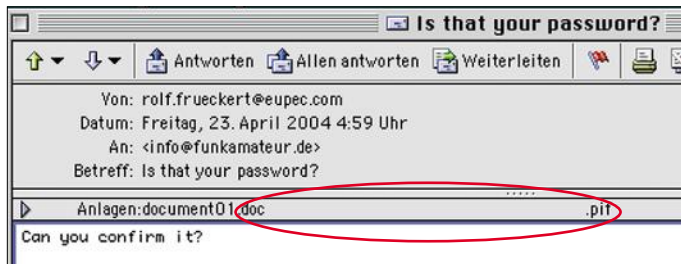 Is that your password?
Antworten Allen antworten Weiterleiten
Von: rolf.frueckert@eupec.com
Datum: Freitag, 23. April 2004 4:59 Uhr
An: <info@funkamateur.de>
Betreff: Is that your password?
Anlagen:document01.doc .pif
Can you confirm it?